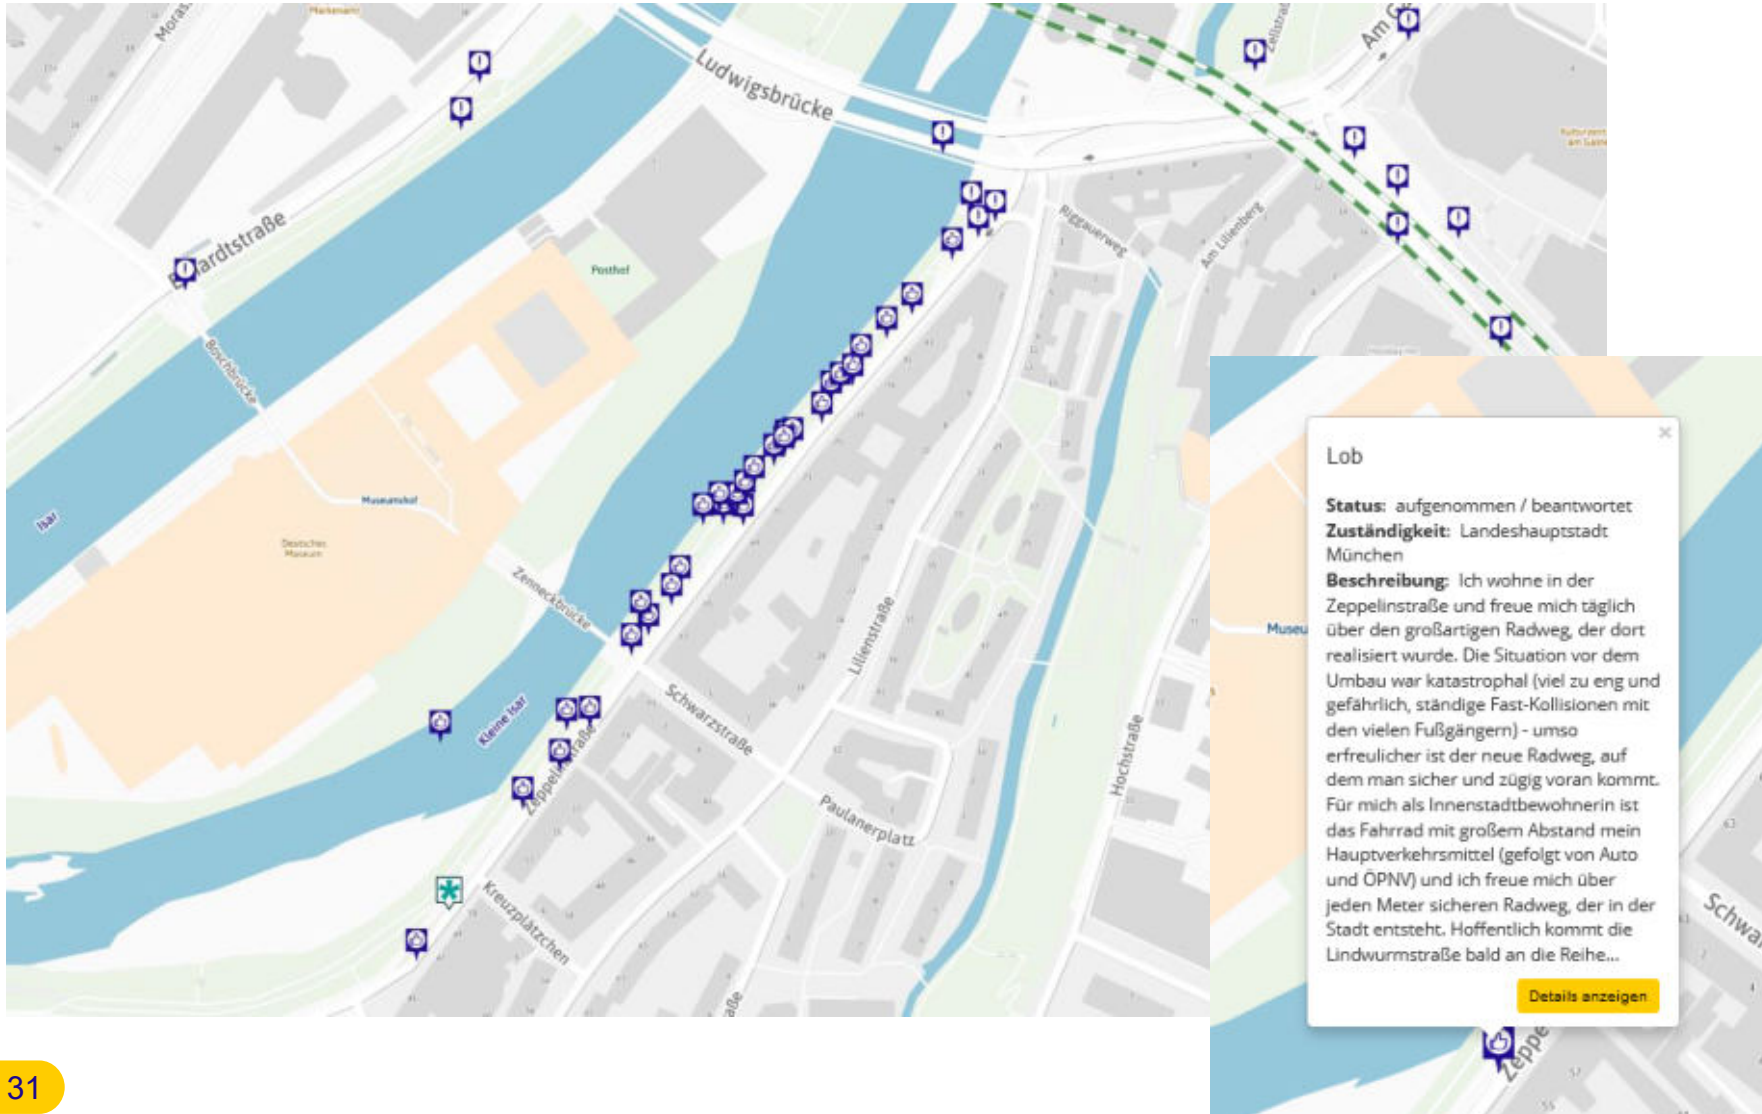 Ludwigsbrücke
Zellstraße
Am
Riggauerweg
Am Lilienberg
Posthof
Boschbrücke
Museumshof
Isar
Deutsches
Museum
Zenneckbrücke
Lilienstraße
Kleine Isar
Schwarzstraße
Hochstraße
Paulanerplatz
Kreuzplätzchen
Lob
Status: aufgenommen / beantwortet
Zuständigkeit: Landeshauptstadt
München
Beschreibung: Ich wohne in der
Zeppelinstraße und freue mich täglich
über den großartigen Radweg, der dort
realisiert wurde. Die Situation vor dem
Umbau war katastrophal (viel zu eng und
gefährlich, ständige Fast-Kollisionen mit
den vielen Fußgängern) - umso
erfreulicher ist der neue Radweg, auf
dem man sicher und zügig voran kommt.
Für mich als Innenstadtbewohnerin ist
das Fahrrad mit großem Abstand mein
Hauptverkehrsmittel (gefolgt von Auto
und ÖPNV) und ich freue mich über
jeden Meter sicheren Radweg, der in der
Stadt entsteht. Hoffentlich kommt die
Lindwurmstraße bald an die Reihe...
Details anzeigen
Museu
Schwa
Zeppe
31